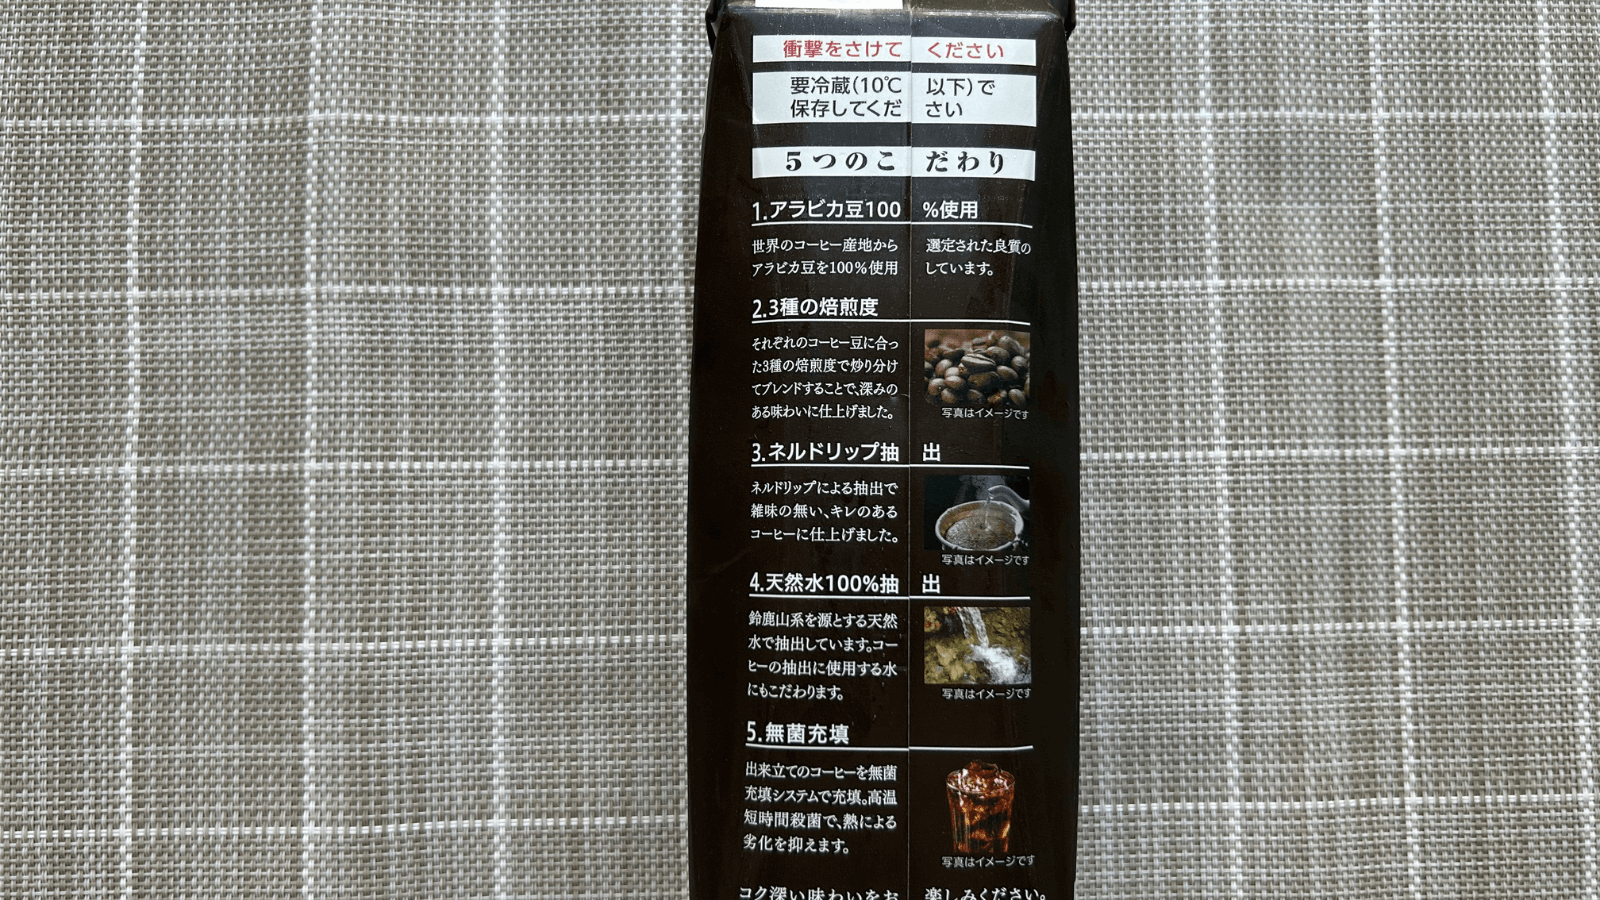 衝撃をさけてください
要冷蔵(10℃以下)で
保存してください
5つのこだわり
1.アラビカ豆100%使用
世界のコーヒー産地から選定された良質の
アラビカ豆を100%使用しています。
2.3種の焙煎度
それぞれのコーヒー豆に合っ
た3種の焙煎度で炒り分け
てブレンドすることで、深みの
ある味わいに仕上げました。
写真はイメージです
3.ネルドリップ抽出
ネルドリップによる抽出で
雑味の無い、キレのある
コーヒーに仕上げました。
写真はイメージです
4.天然水100%抽出
鈴鹿山系を源とする天然
水で抽出しています。コー
ヒーの抽出に使用する水
にもこだわります。
写真はイメージです
5.無菌充填
出来立てのコーヒーを無菌
充填システムで充填。高温
短時間殺菌で、熱による
劣化を抑えます。
写真はイメージです
コク深い味わいをお楽しみください。